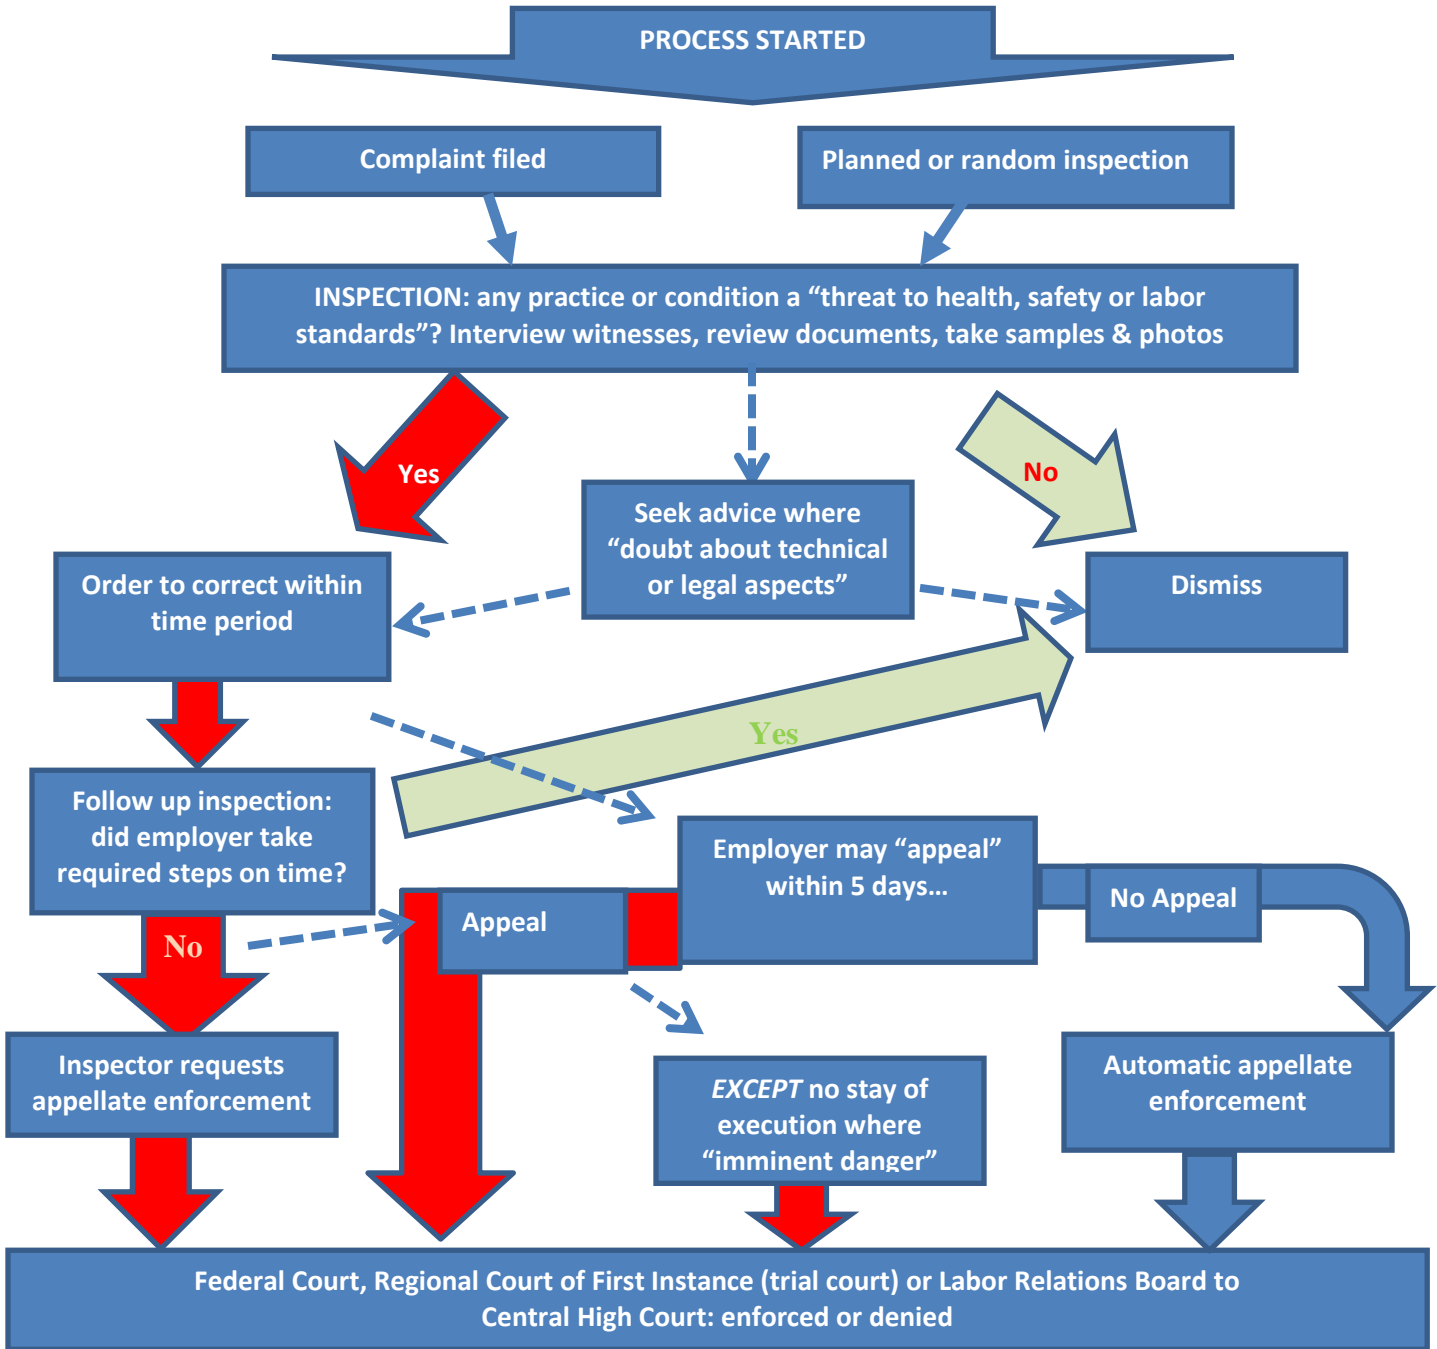 PROCESS STARTED
Complaint filed
Planned or random inspection
INSPECTION: any practice or condition a “threat to health, safety or labor
standards”? Interview witnesses, review documents, take samples & photos
Yes
No
Seek advice where
“doubt about technical
or legal aspects”
Order to correct within
time period
Dismiss
Yes
Follow up inspection:
did employer take
required steps on time?
Employer may “appeal”
within 5 days…
No Appeal
Appeal
No
Inspector requests
appellate enforcement
EXCEPT no stay of
execution where
“imminent danger”
Automatic appellate
enforcement
Federal Court, Regional Court of First Instance (trial court) or Labor Relations Board to
Central High Court: enforced or denied